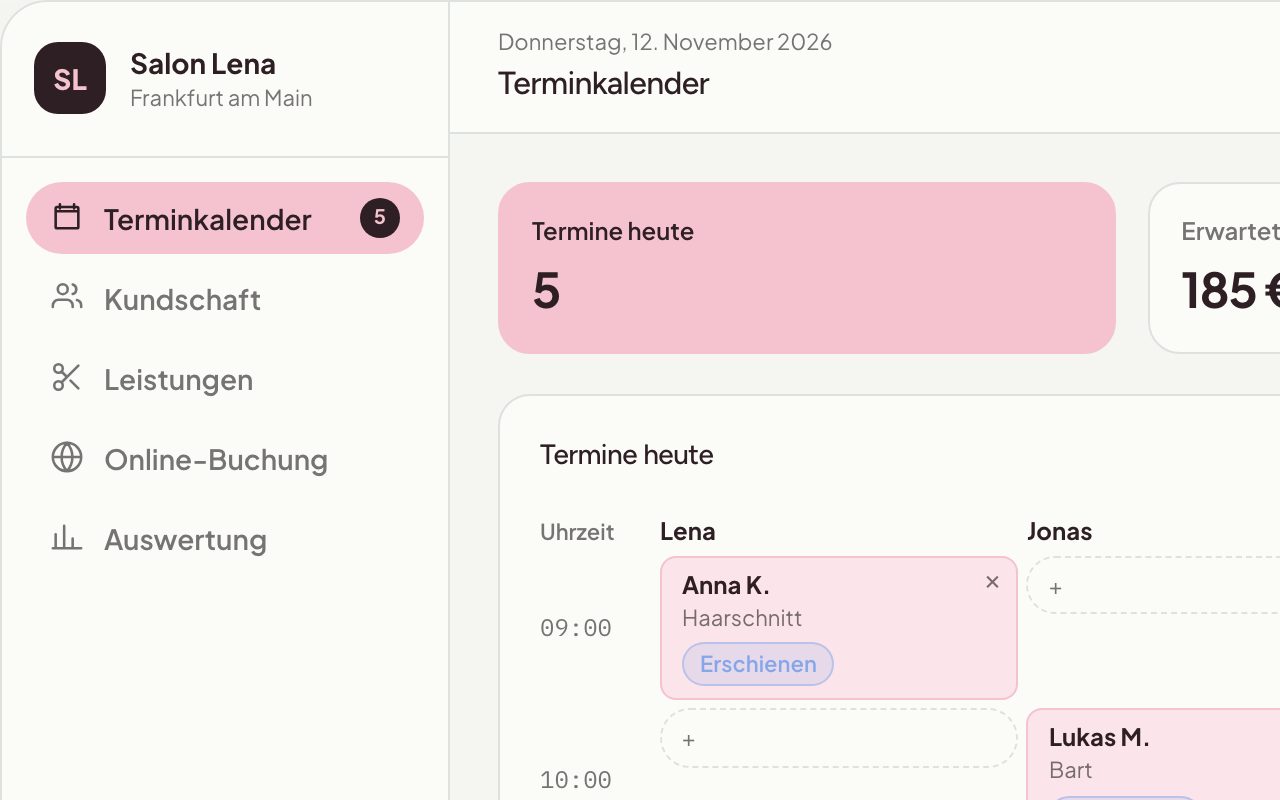 SL
Salon Lena
Frankfurt am Main
Terminkalender
5
Kundschaft
Leistungen
Online-Buchung
Auswertung
Donnerstag, 12. November 2026
Terminkalender
Termine heute
5
Erwartet
185 €
Termine heute
Uhrzeit
Lena
Jonas
09:00
Anna K.
×
Haarschnitt
Erschienen
+
10:00
+
Lukas M.
Bart